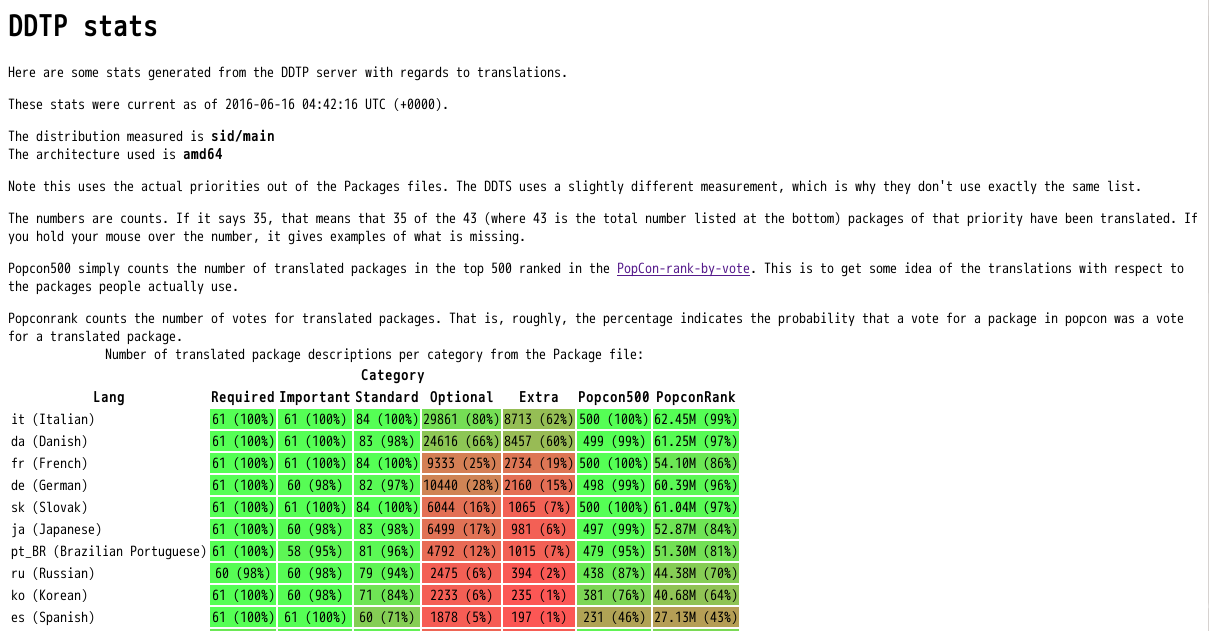 DDTP stats
Here are some stats generated from the DDTP server with regards to translations.
These stats were current as of 2016-06-16 04:42:16 UTC (+0000).
The distribution measured is sid/main
The architecture used is amd64
Note this uses the actual priorities out of the Packages files. The DDTS uses a slightly different measurement, which is why they don't use exactly the same list.
The numbers are counts. If it says 35, that means that 35 of the 43 (where 43 is the total number listed at the bottom) packages of that priority have been translated. If
you hold your mouse over the number, it gives examples of what is missing.
Popcon500 simply counts the number of translated packages in the top 500 ranked in the PopCon-rank-by-vote. This is to get some idea of the translations with respect to
the packages people actually use.
Popconrank counts the number of votes for translated packages. That is, roughly, the percentage indicates the probability that a vote for a package in popcon was a vote
for a translated package.
Number of translated package descriptions per category from the Package file:
Category
Lang Required Important Standard Optional Extra Popcon500 PopconRank
it (Italian) 61 (100%) 61 (100%) 84 (100%) 29861 (80%) 8713 (62%) 500 (100%) 62.45M (99%)
da (Danish) 61 (100%) 61 (100%) 83 (98%) 24616 (66%) 8457 (60%) 499 (99%) 61.25M (97%)
fr (French) 61 (100%) 61 (100%) 84 (100%) 9333 (25%) 2734 (19%) 500 (100%) 54.10M (86%)
de (German) 61 (100%) 60 (98%) 82 (97%) 10440 (28%) 2160 (15%) 498 (99%) 60.39M (96%)
sk (Slovak) 61 (100%) 61 (100%) 84 (100%) 6044 (16%) 1065 (7%) 500 (100%) 61.04M (97%)
ja (Japanese) 61 (100%) 60 (98%) 83 (98%) 6499 (17%) 981 (6%) 497 (99%) 52.87M (84%)
pt_BR (Brazilian Portuguese) 61 (100%) 58 (95%) 81 (96%) 4792 (12%) 1015 (7%) 479 (95%) 51.30M (81%)
ru (Russian) 60 (98%) 60 (98%) 79 (94%) 2475 (6%) 394 (2%) 438 (87%) 44.38M (70%)
ko (Korean) 61 (100%) 60 (98%) 71 (84%) 2233 (6%) 235 (1%) 381 (76%) 40.68M (64%)
es (Spanish) 61 (100%) 61 (100%) 60 (71%) 1878 (5%) 197 (1%) 231 (46%) 27.13M (43%)